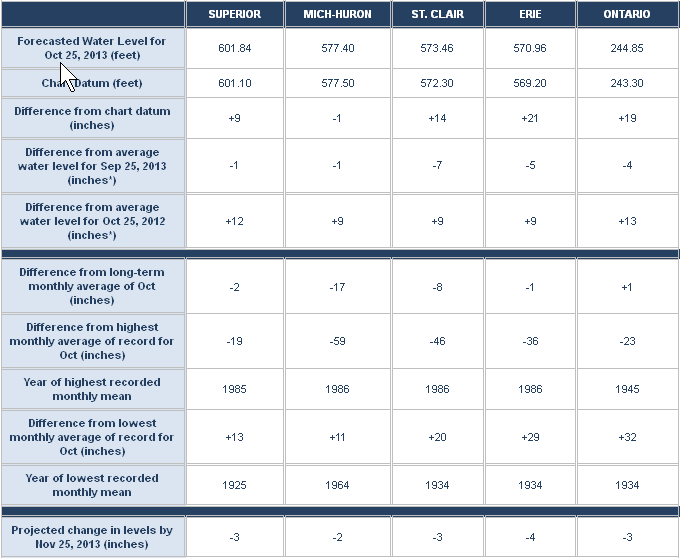 SUPERIOR MICH-HURON ST. CLAIR ERIE ONTARIO
Forecasted Water Level for
Oct 25, 2013 (feet)
601.84 577.40 573.46 570.96 244.85
Chart Datum (feet) 601.10 577.50 572.30 569.20 243.30
Difference from chart datum
(inches)
+9 -1 +14 +21 +19
Difference from average
water level for Sep 25, 2013
(inches*)
-1 -1 -7 -5 -4
Difference from average
water level for Oct 25, 2012
(inches*)
+12 +9 +9 +9 +13
Difference from long-term
monthly average of Oct
(inches)
-2 -17 -8 -1 +1
Difference from highest
monthly average of record for
Oct (inches)
-19 -59 -46 -36 -23
Year of highest recorded
monthly mean
1985 1986 1986 1986 1945
Difference from lowest
monthly average of record for
Oct (inches)
+13 +11 +20 +29 +32
Year of lowest recorded
monthly mean
1925 1964 1934 1934 1934
Projected change in levels by
Nov 25, 2013 (inches)
-3 -2 -3 -4 -3